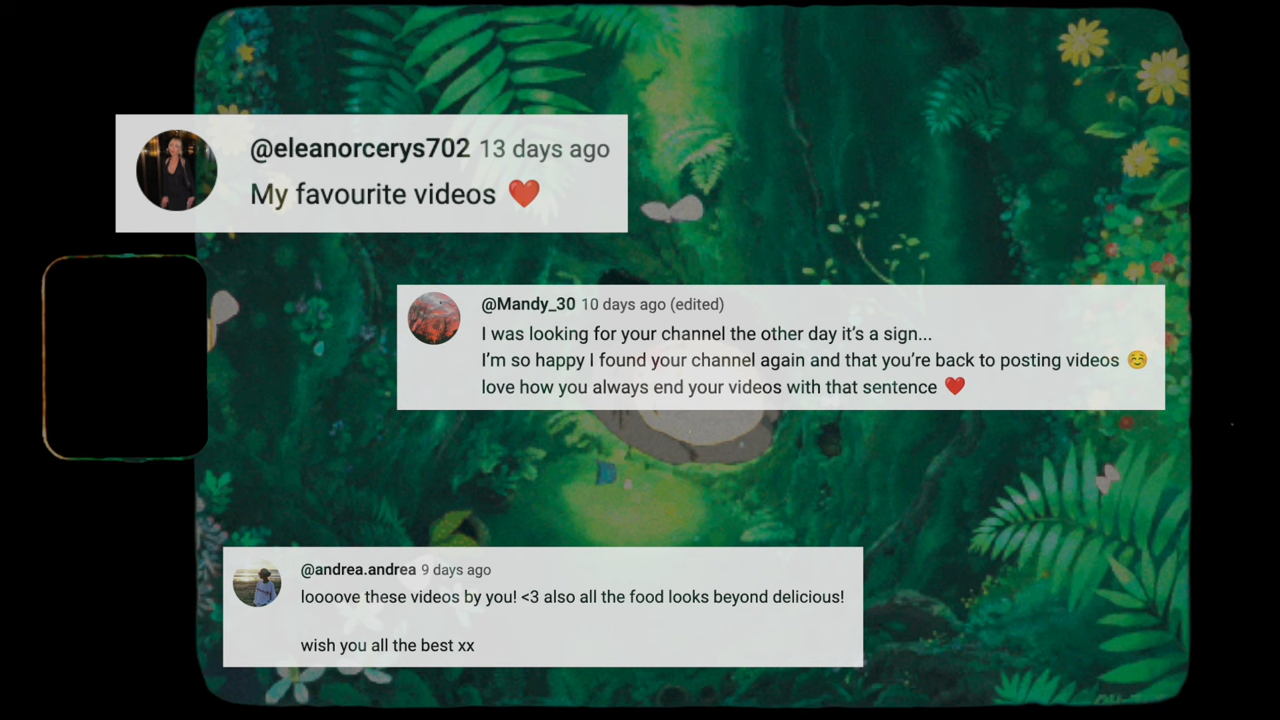 @eleanorcerys702 13 days ago
My favourite videos ❤️
@Mandy_30 10 days ago (edited)
I was looking for your channel the other day it’s a sign...
I’m so happy I found your channel again and that you’re back to posting videos ☺️
love how you always end your videos with that sentence ❤️
@andrea.andrea 9 days ago
loooove these videos by you! <3 also all the food looks beyond delicious!
wish you all the best xx